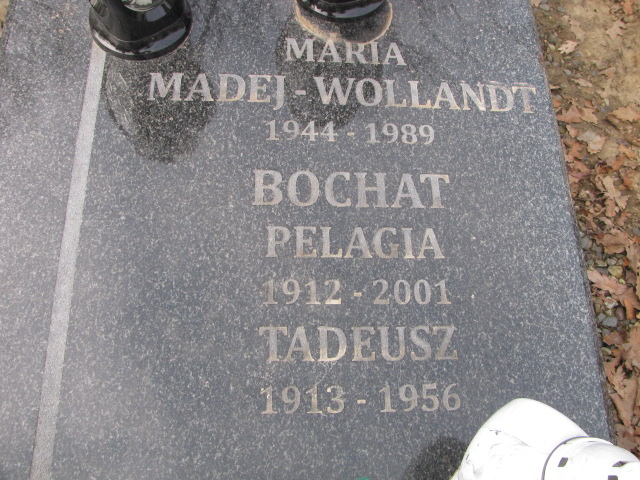 MARIA
MADEJ-WOLLANDT
1944 - 1989
BOCHAT
PELAGIA
1912 - 2001
TADEUSZ
1913 - 1956